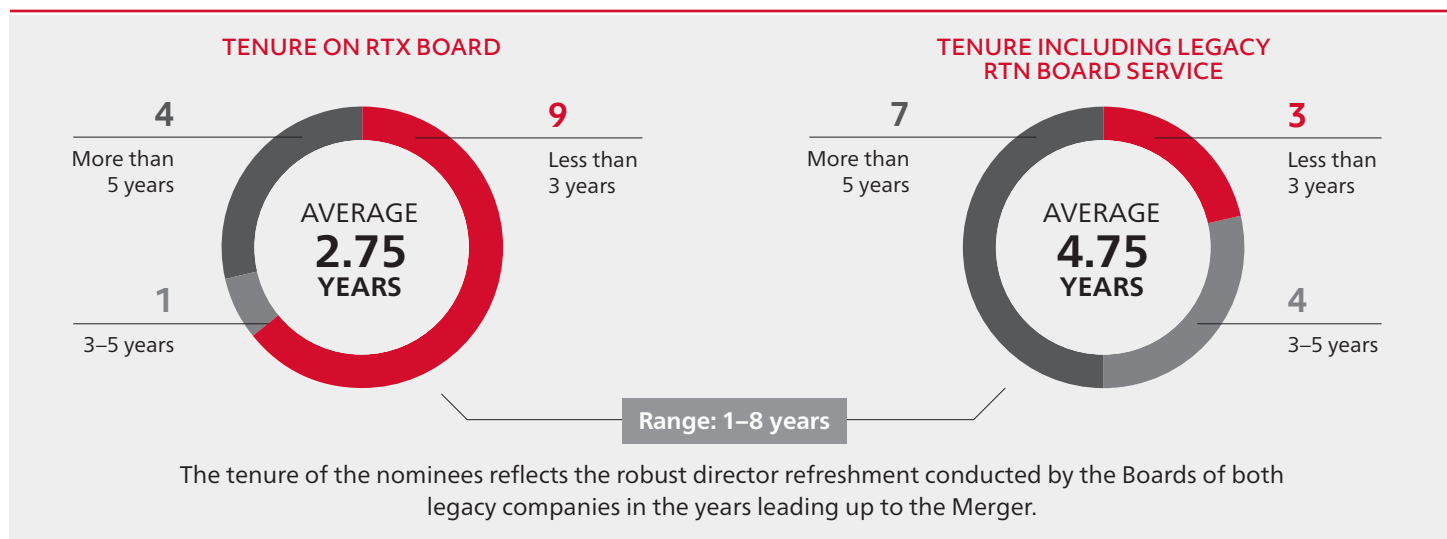 TENURE ON RTX BOARD
4
More than
5 years
9
Less than
3 years
AVERAGE
2.75
YEARS
1
3–5 years
TENURE INCLUDING LEGACY
RTN BOARD SERVICE
7
More than
5 years
3
Less than
3 years
AVERAGE
4.75
YEARS
4
3–5 years
Range: 1–8 years
The tenure of the nominees reflects the robust director refreshment conducted by the Boards of both
legacy companies in the years leading up to the Merger.